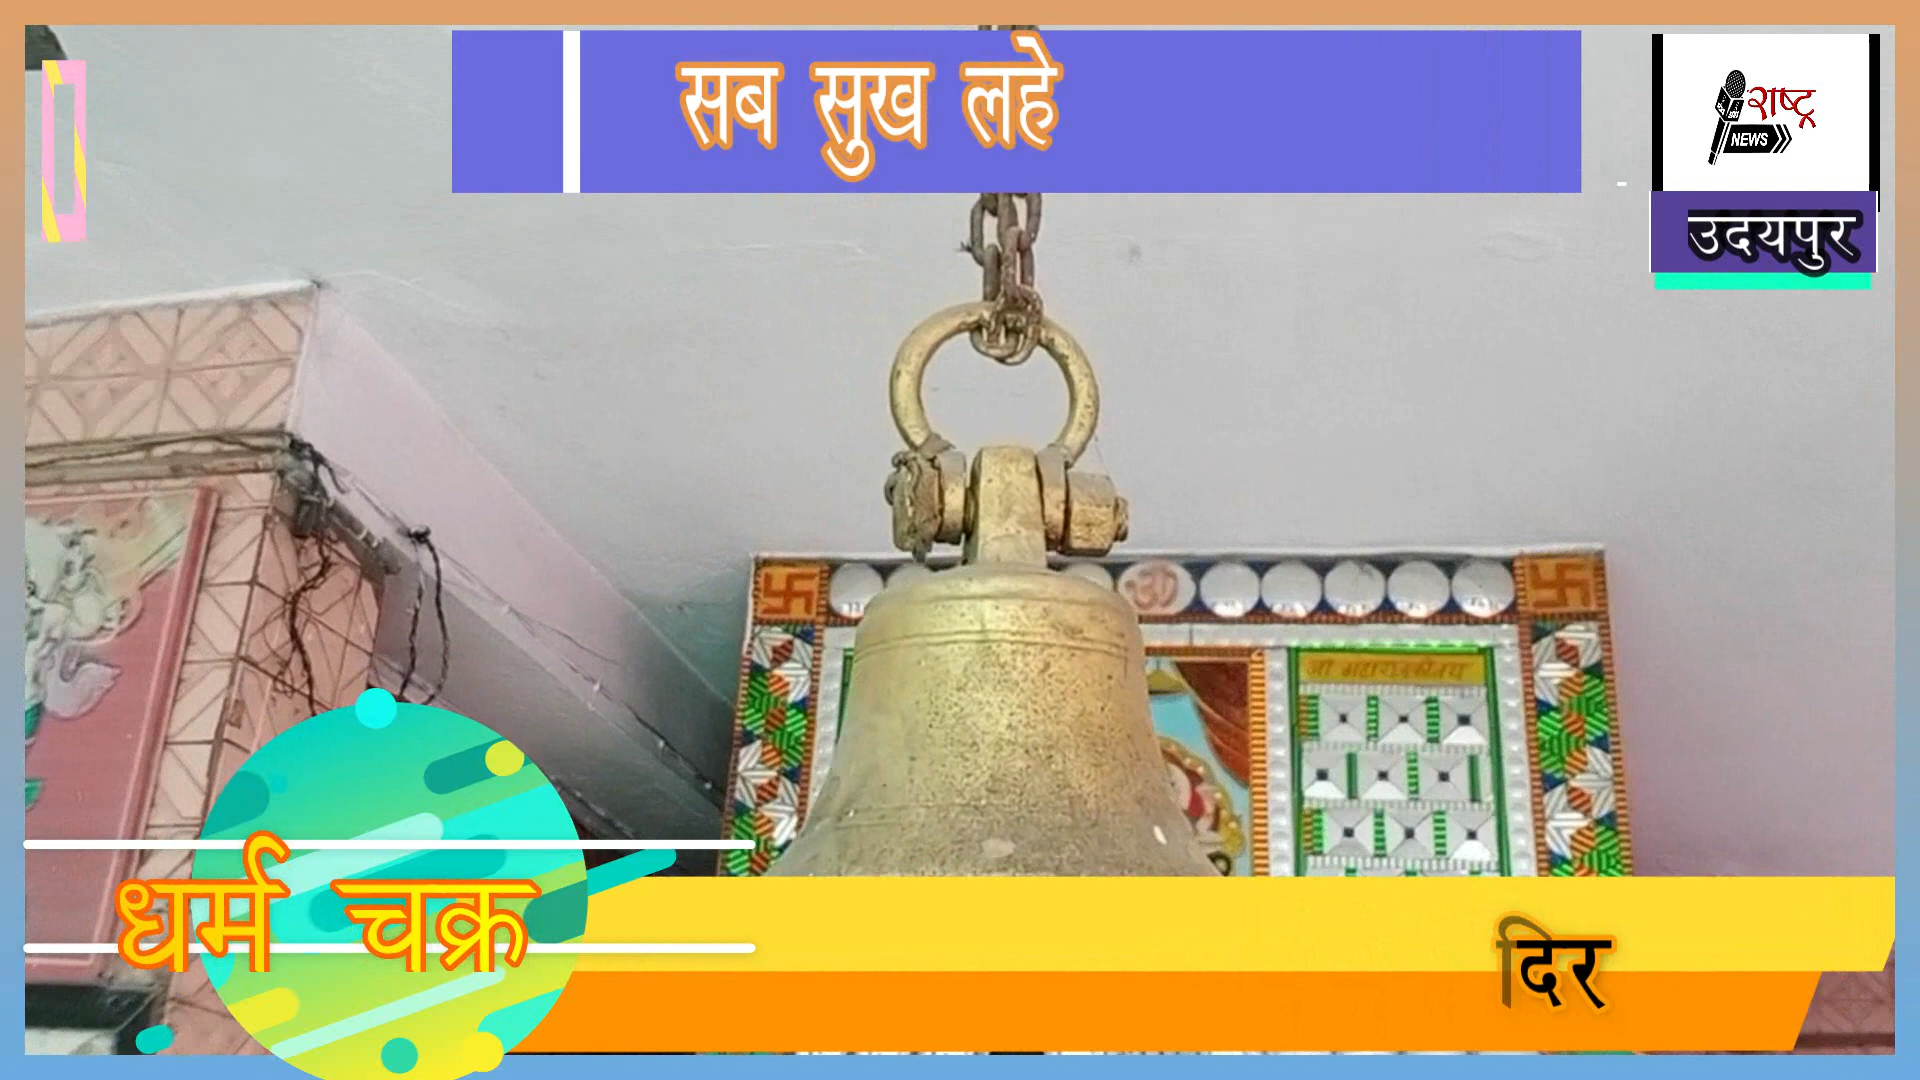 सब सुख लहे
राष्ट्र
NEWS
उदयपुर
धर्म चक्र
दिर